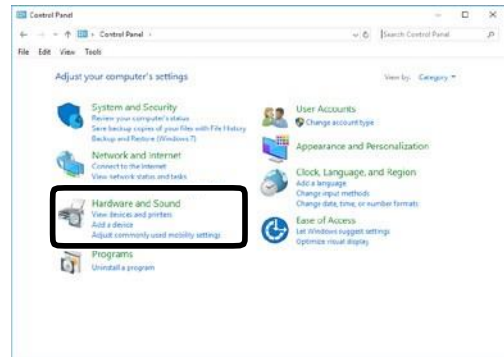 Control Panel
Control Panel
Search Control Panel
File Edit View Tools
Adjust your computer's settings
View by: Category
System and Security
Review your computer's status
Save backup copies of your files with File History
Backup and Restore (Windows 7)
Network and Internet
Connect to the Internet
View network status and tasks
Hardware and Sound
View devices and printers
Add a device
Adjust commonly used mobility settings
Programs
Uninstall a program
User Accounts
Change account type
Appearance and Personalization
Clock, Language, and Region
Add a language
Change input methods
Change date, time, or number formats
Ease of Access
Let Windows suggest settings
Optimize visual display